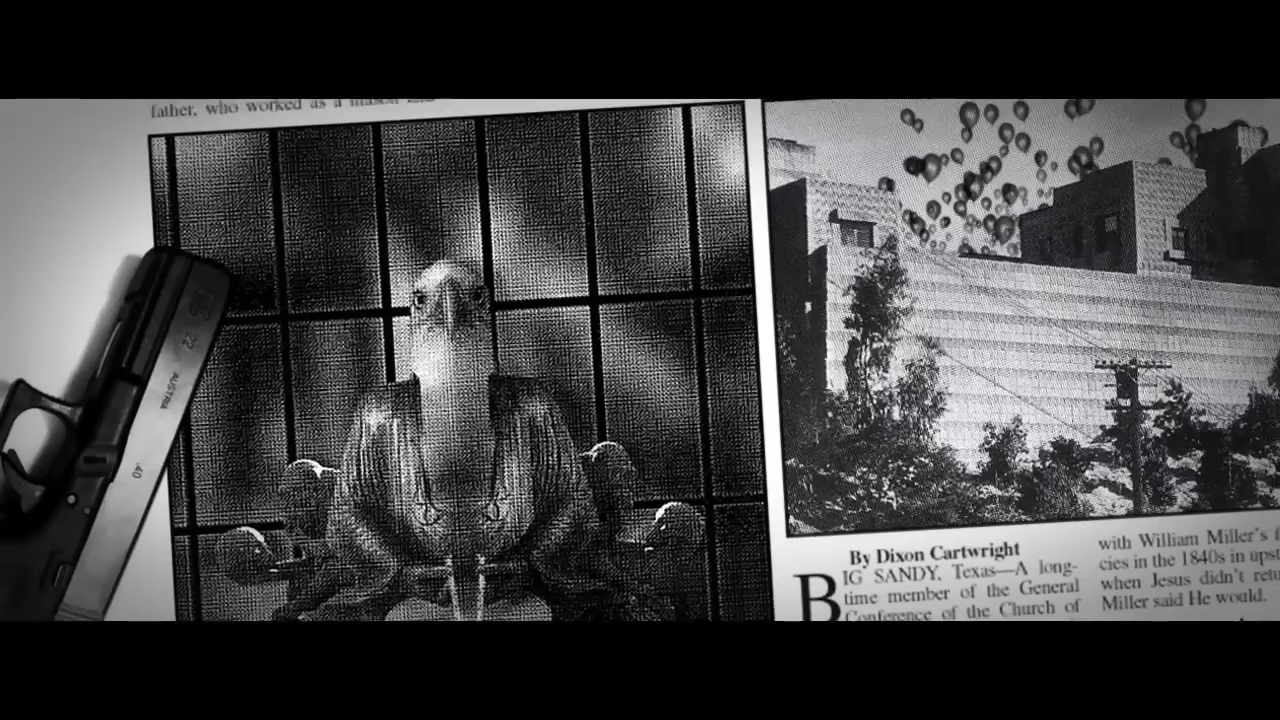 father, who worked as a mason
22
AUSTRIA
.40
By Dixon Cartwright
BIG SANDY, Texas—A long-
time member of the General
Conference of the Church of
with William Miller's
cies in the 1840s in
when Jesus didn't
Miller said He would.